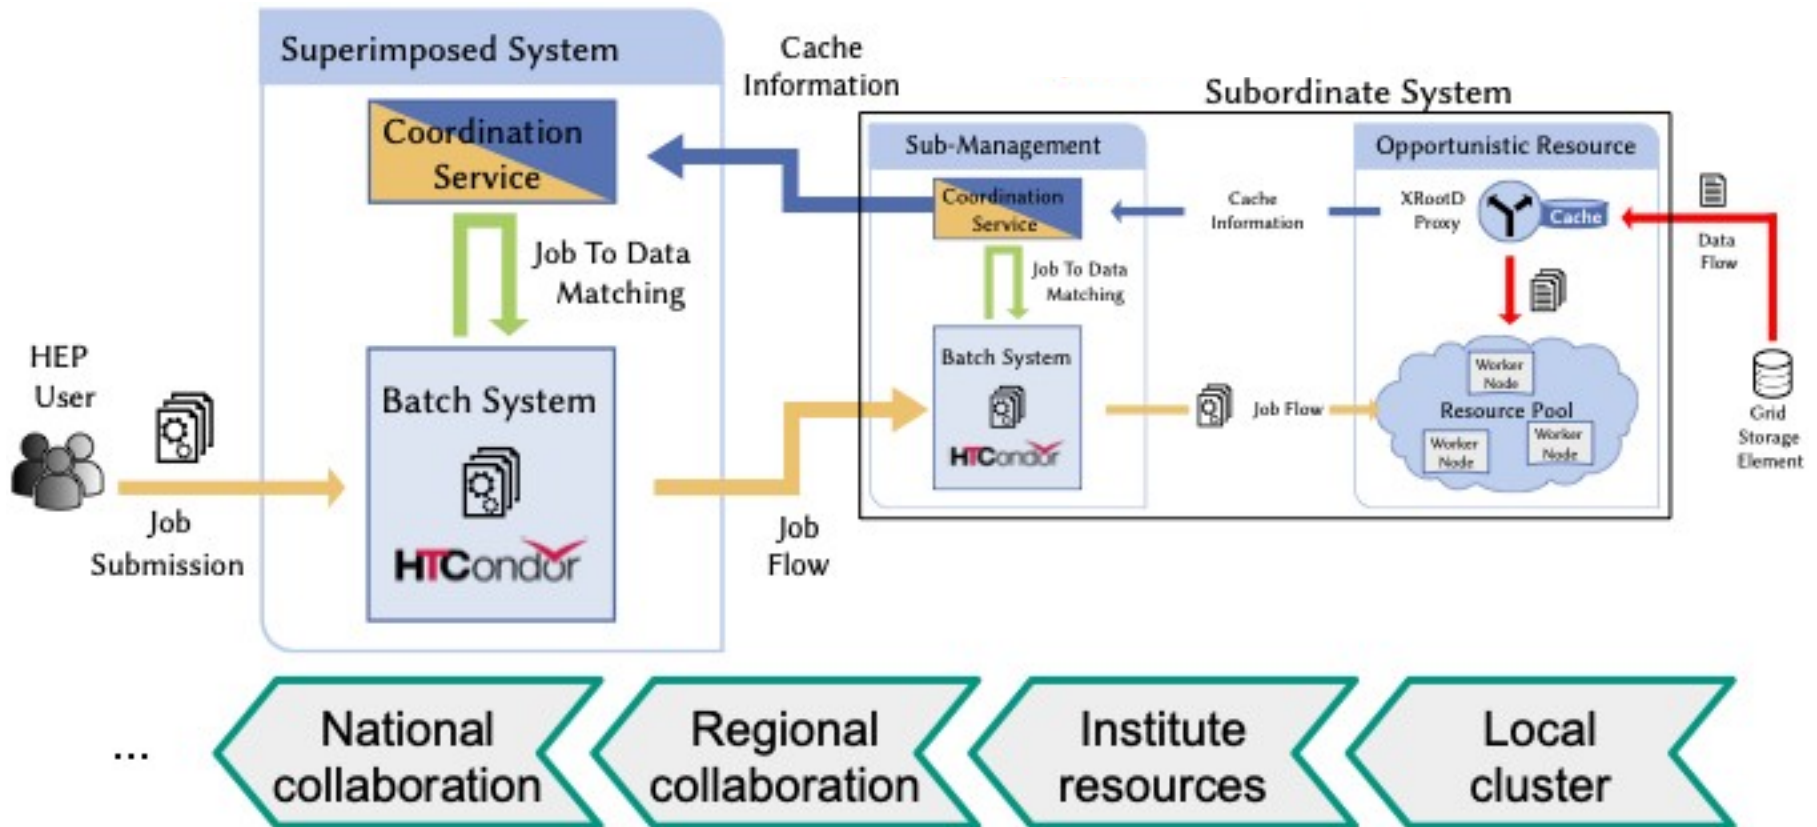 Superimposed System
Coordination
Service
Job To Data
Matching
Batch System
HTCondor
HEP
User
Job
Submission
Cache
Information
Job
Flow
Subordinate System
Sub-Management
Coordination
Service
Job To Data
Matching
Batch System
HTCondor
Cache
Information
Job Flow
Opportunistic Resource
XRootD
Proxy
Cache
Worker
Node
Resource Pool
Worker
Node
Worker
Node
Data
Flow
Grid
Storage
Element
...
National
collaboration
Regional
collaboration
Institute
resources
Local
cluster